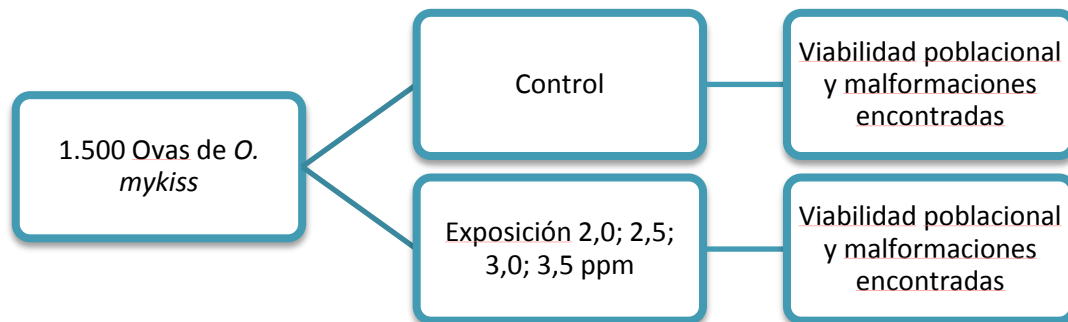 1.500 Ovas de O.
mykiss
Control
Viabilidad poblacional
y malformaciones
encontradas
Exposición 2,0; 2,5;
3,0; 3,5 ppm
Viabilidad poblacional
y malformaciones
encontradas